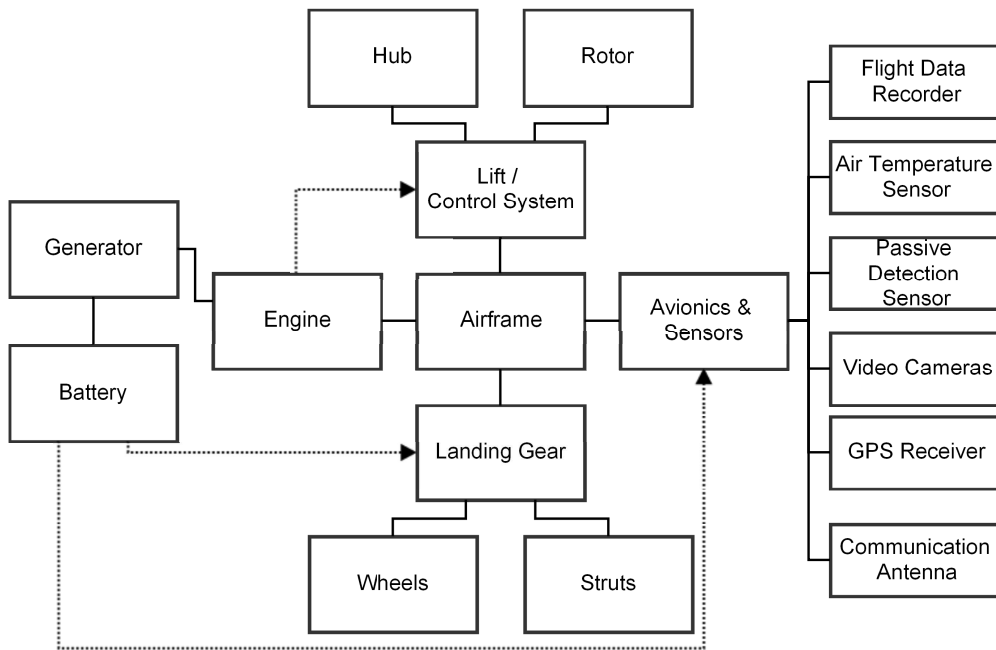 Hub
Rotor
Flight Data
Recorder
Lift /
Control System
Air Temperature
Sensor
Generator
Passive
Detection
Sensor
Engine
Airframe
Avionics &
Sensors
Battery
Video Cameras
Landing Gear
GPS Receiver
Wheels
Struts
Communication
Antenna